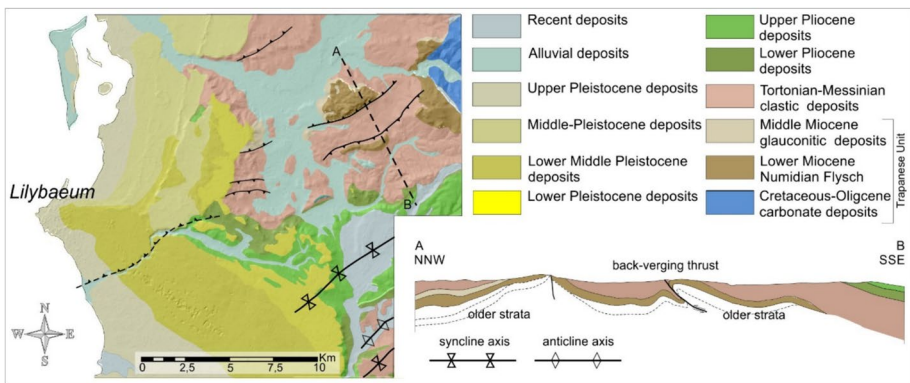 Lilybaeum
A
B
N
W E
S
0 2,5 5 7,5 10
Km
Recent deposits
Alluvial deposits
Upper Pleistocene deposits
Middle-Pleistocene deposits
Lower Middle Pleistocene
deposits
Lower Pleistocene deposits
Upper Pliocene
deposits
Lower Pliocene
deposits
Tortonian-Messinian
clastic deposits
Middle Miocene
glauconitic deposits
Lower Miocene
Numidian Flysch
Cretaceous-Oligcene
carbonate deposits
Trapanese Unit
A
NNW
B
SSE
back-verging thrust
older strata
older strata
syncline axis
anticline axis